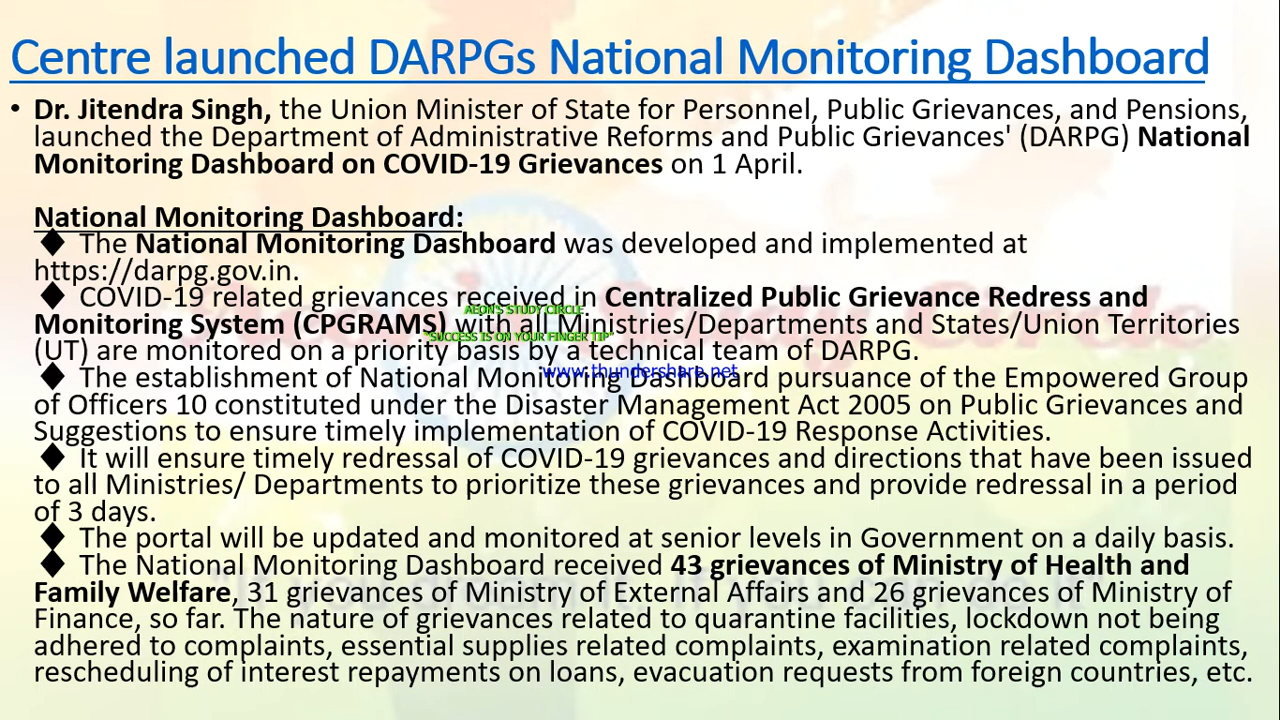 Centre launched DARPGs National Monitoring Dashboard
• Dr. Jitendra Singh, the Union Minister of State for Personnel, Public Grievances, and Pensions,
launched the Department of Administrative Reforms and Public Grievances' (DARPG) National
Monitoring Dashboard on COVID-19 Grievances on 1 April.
National Monitoring Dashboard:
♦ The National Monitoring Dashboard was developed and implemented at
https://darpg.gov.in.
♦ COVID-19 related grievances received in Centralized Public Grievance Redress and
AEON'S STUDY CIRCLE
Monitoring System (CPGRAMS) with all Ministries/Departments and States/Union Territories
"SUCCESS IS ON YOUR FINGER TIP"
(UT) are monitored on a priority basis by a technical team of DARPG.
www.thundershare.net
♦ The establishment of National Monitoring Dashboard pursuance of the Empowered Group
of Officers 10 constituted under the Disaster Management Act 2005 on Public Grievances and
Suggestions to ensure timely implementation of COVID-19 Response Activities.
♦ It will ensure timely redressal of COVID-19 grievances and directions that have been issued
to all Ministries/ Departments to prioritize these grievances and provide redressal in a period
of 3 days.
♦ The portal will be updated and monitored at senior levels in Government on a daily basis.
♦ The National Monitoring Dashboard received 43 grievances of Ministry of Health and
Family Welfare, 31 grievances of Ministry of External Affairs and 26 grievances of Ministry of
Finance, so far. The nature of grievances related to quarantine facilities, lockdown not being
adhered to complaints, essential supplies related complaints, examination related complaints,
rescheduling of interest repayments on loans, evacuation requests from foreign countries, etc.